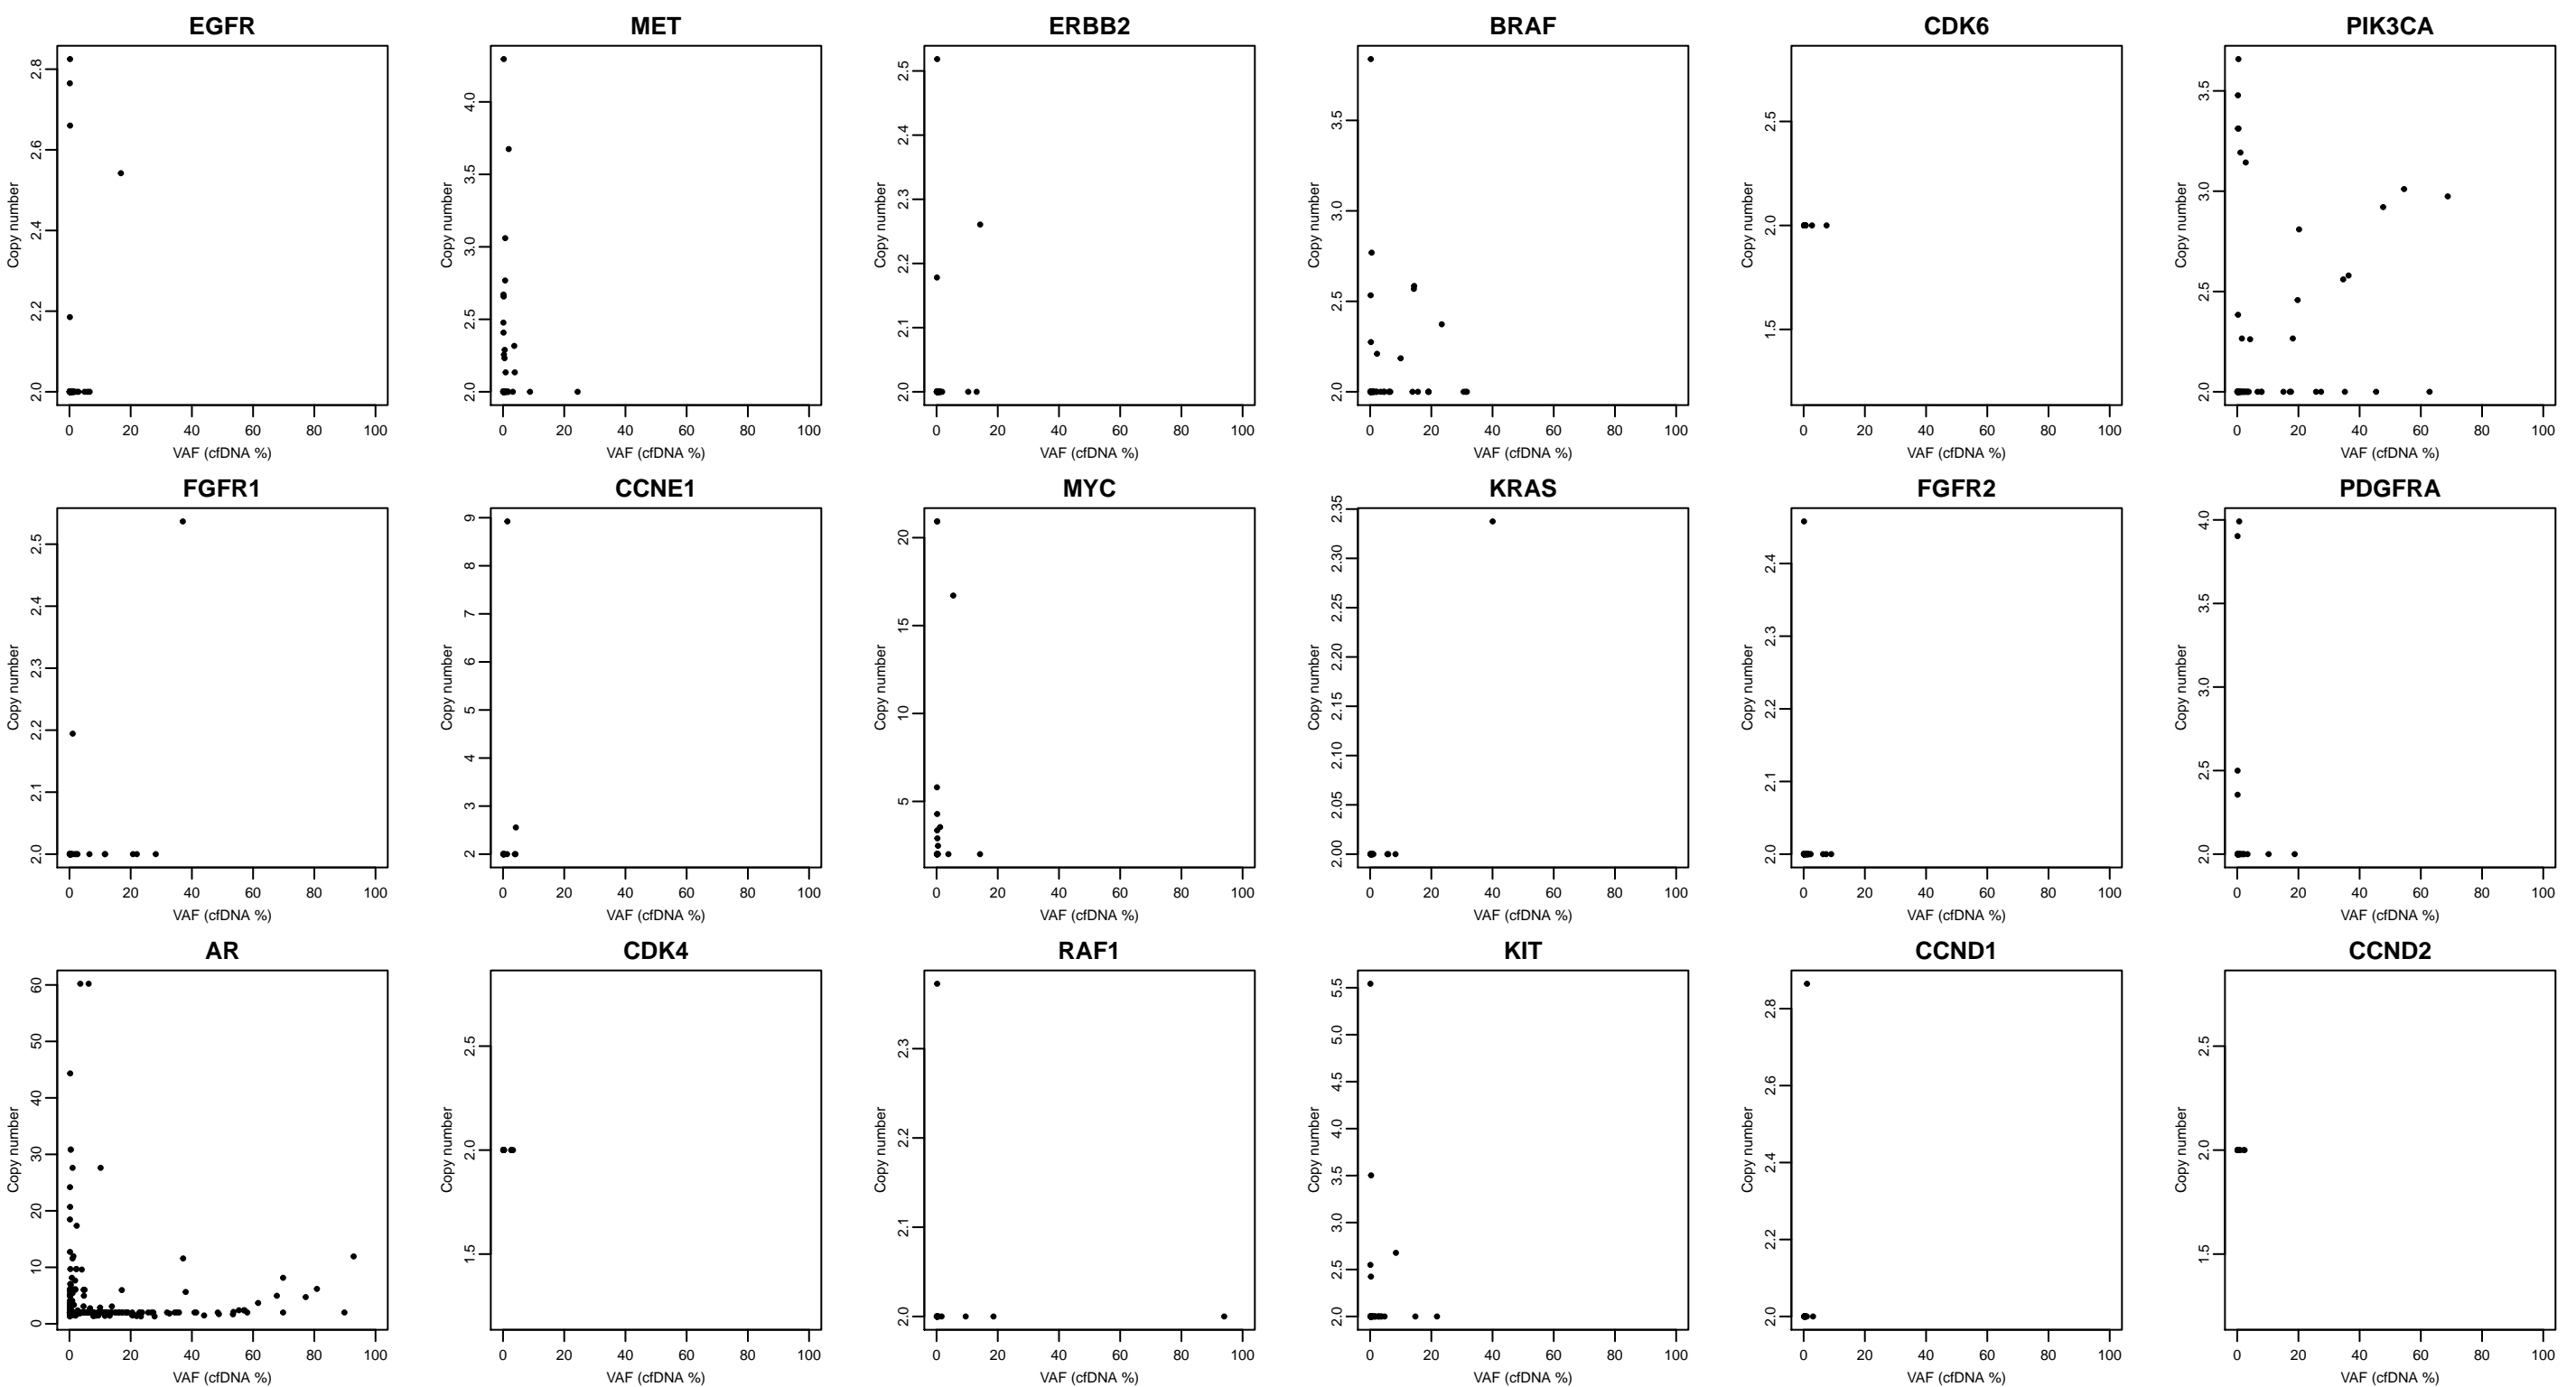 EGFR
Copy number
2.0 2.2 2.4 2.6 2.8
0 20 40 60 80 100
VAF (cfDNA %)
MET
Copy number
2.0 2.5 3.0 3.5 4.0
0 20 40 60 80 100
VAF (cfDNA %)
ERBB2
Copy number
2.0 2.1 2.2 2.3 2.4 2.5
0 20 40 60 80 100
VAF (cfDNA %)
BRAF
Copy number
2.0 2.5 3.0 3.5
0 20 40 60 80 100
VAF (cfDNA %)
CDK6
Copy number
1.5 2.0 2.5
0 20 40 60 80 100
VAF (cfDNA %)
PIK3CA
Copy number
2.0 2.5 3.0 3.5
0 20 40 60 80 100
VAF (cfDNA %)
FGFR1
Copy number
2.0 2.1 2.2 2.3 2.4 2.5
0 20 40 60 80 100
VAF (cfDNA %)
CCNE1
Copy number
2 3 4 5 6 7 8 9
0 20 40 60 80 100
VAF (cfDNA %)
MYC
Copy number
5 10 15 20
0 20 40 60 80 100
VAF (cfDNA %)
KRAS
Copy number
2.00 2.05 2.10 2.15 2.20 2.25 2.30 2.35
0 20 40 60 80 100
VAF (cfDNA %)
FGFR2
Copy number
2.0 2.1 2.2 2.3 2.4
0 20 40 60 80 100
VAF (cfDNA %)
PDGFRA
Copy number
2.0 2.5 3.0 3.5 4.0
0 20 40 60 80 100
VAF (cfDNA %)
AR
Copy number
0 10 20 30 40 50 60
0 20 40 60 80 100
VAF (cfDNA %)
CDK4
Copy number
1.5 2.0 2.5
0 20 40 60 80 100
VAF (cfDNA %)
RAF1
Copy number
2.0 2.1 2.2 2.3
0 20 40 60 80 100
VAF (cfDNA %)
KIT
Copy number
2.0 2.5 3.0 3.5 4.0 4.5 5.0 5.5
0 20 40 60 80 100
VAF (cfDNA %)
CCND1
Copy number
2.0 2.2 2.4 2.6 2.8
0 20 40 60 80 100
VAF (cfDNA %)
CCND2
Copy number
1.5 2.0 2.5
0 20 40 60 80 100
VAF (cfDNA %)